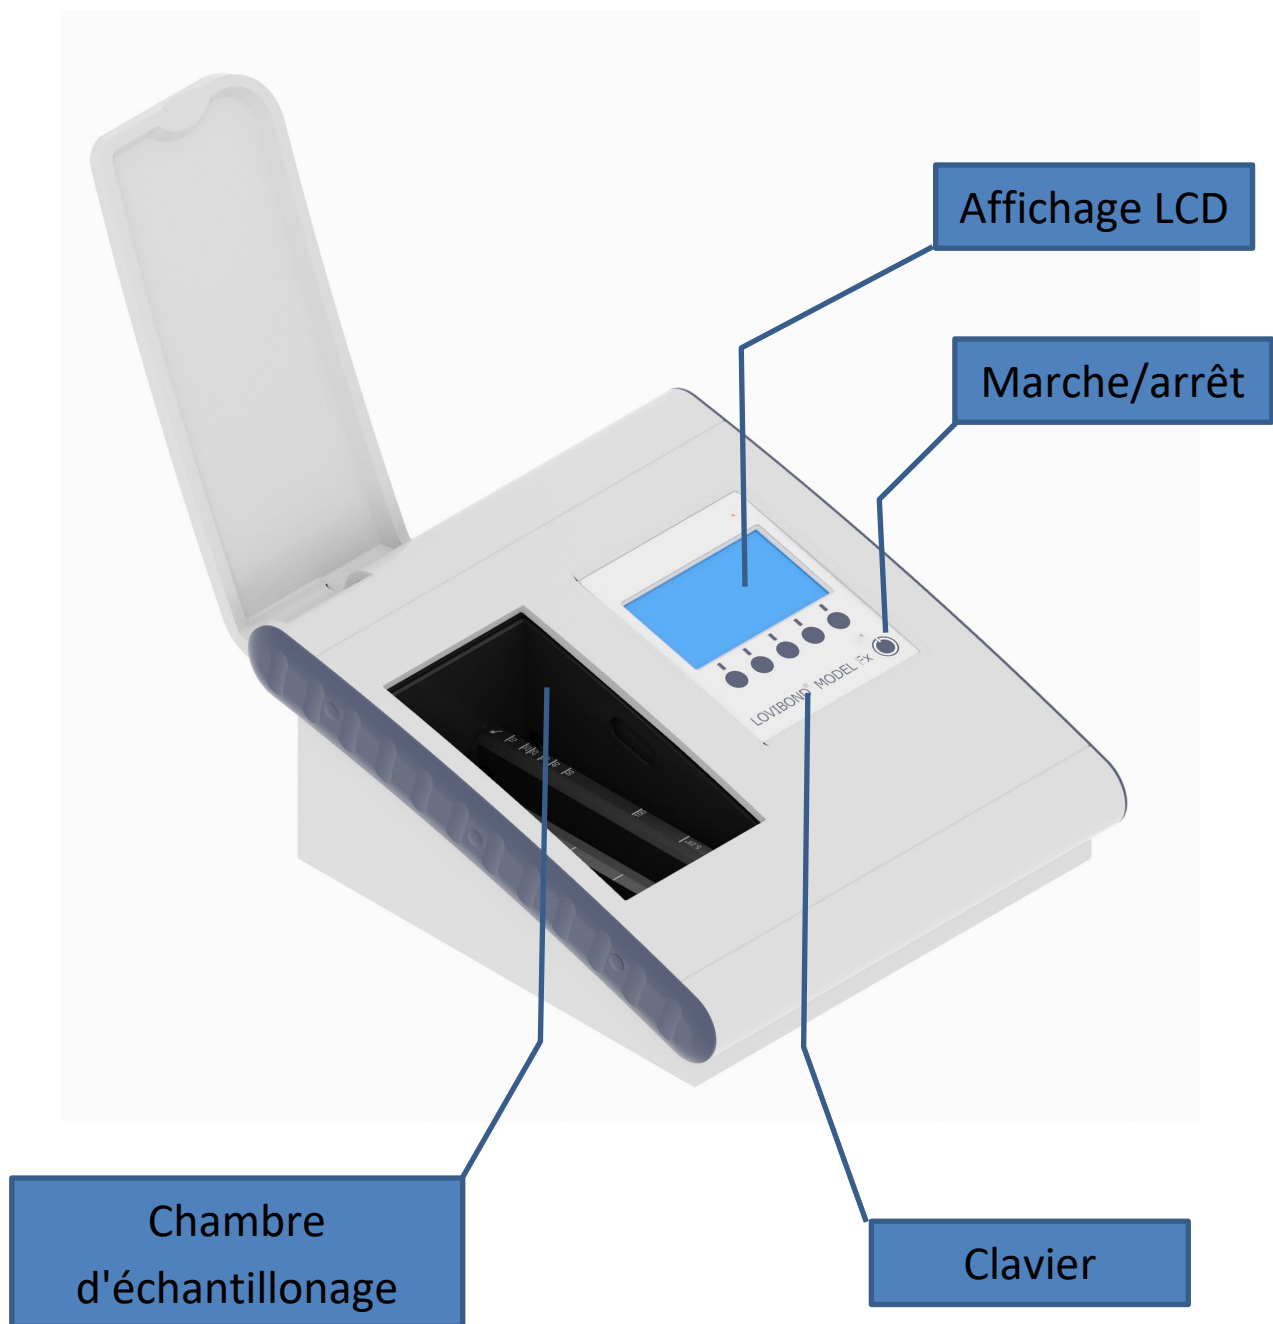 Affichage LCD
Marche/arrêt
LOVIBOND MODEL Fx
Chambre
d'échantillonage
Clavier